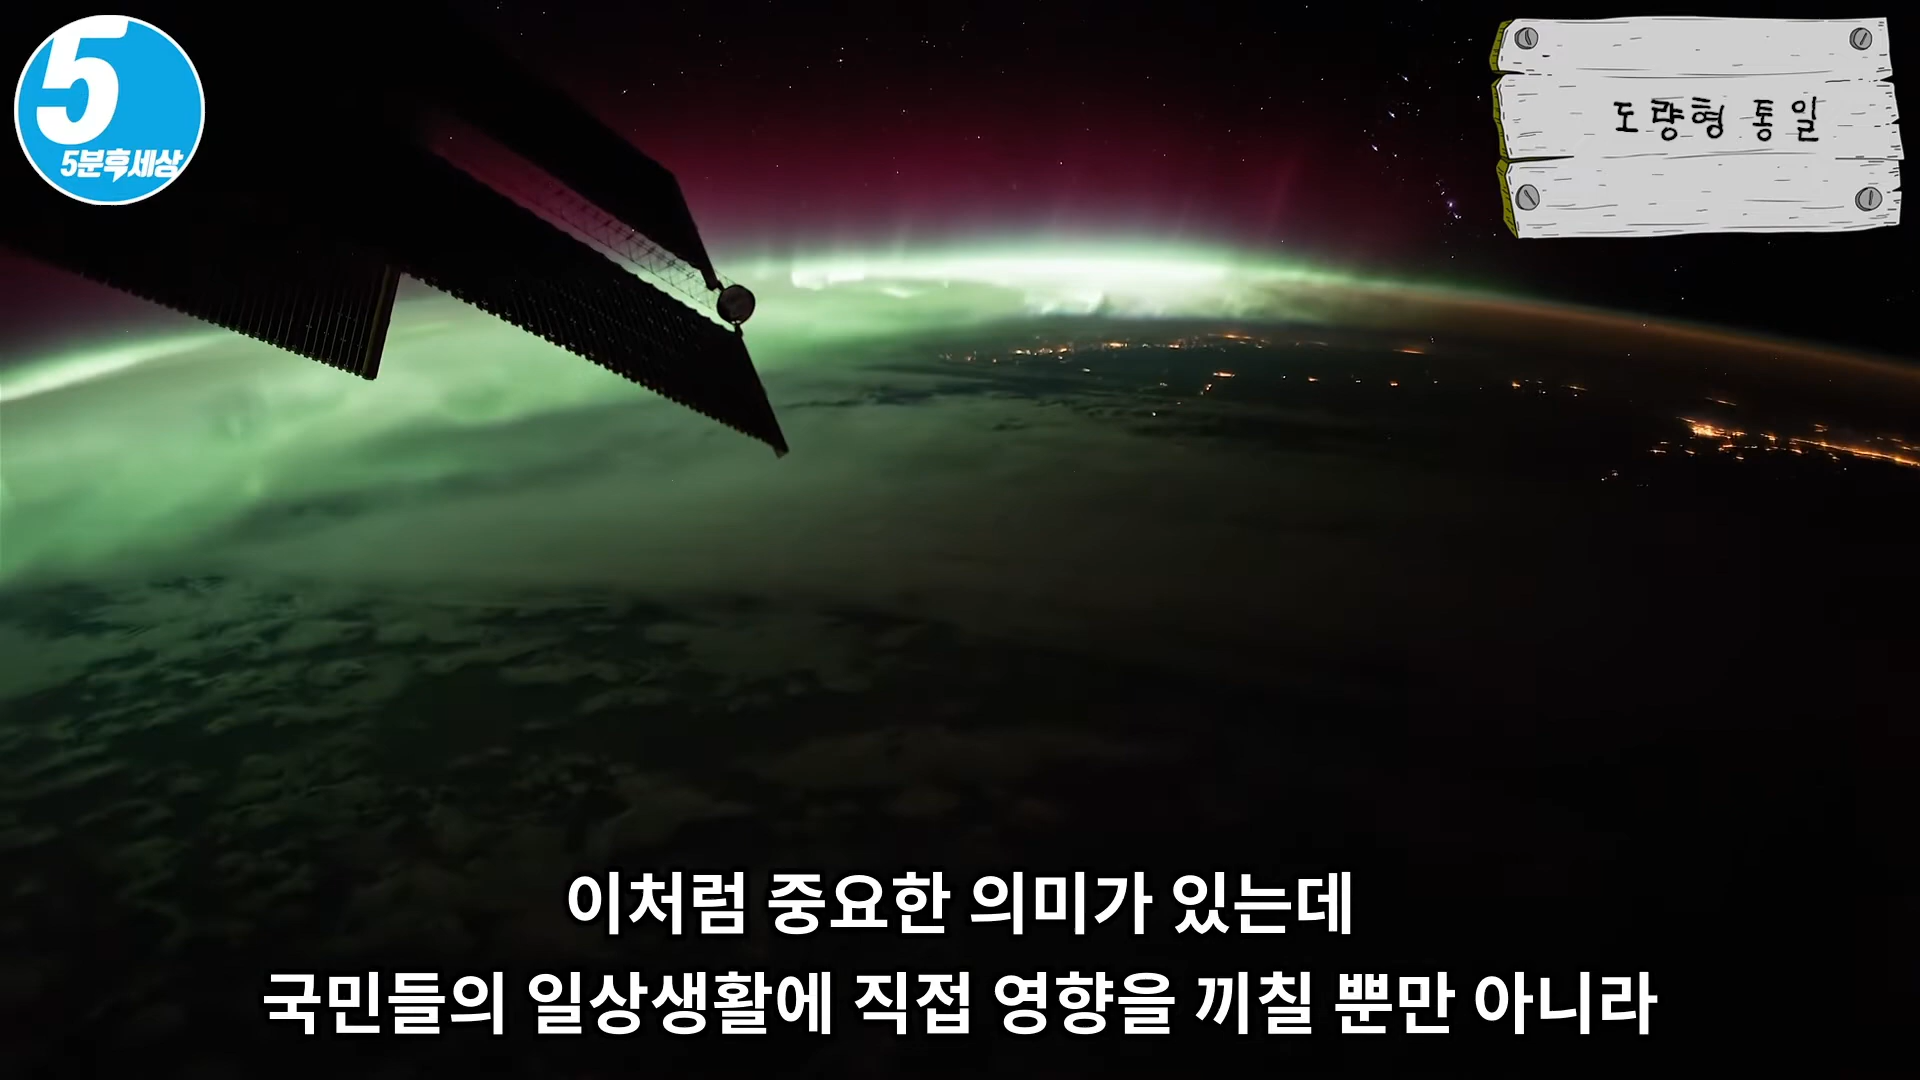 5
5분후세상
도량형 통일
이처럼 중요한 의미가 있는데
국민들의 일상생활에 직접 영향을 끼칠 뿐만 아니라